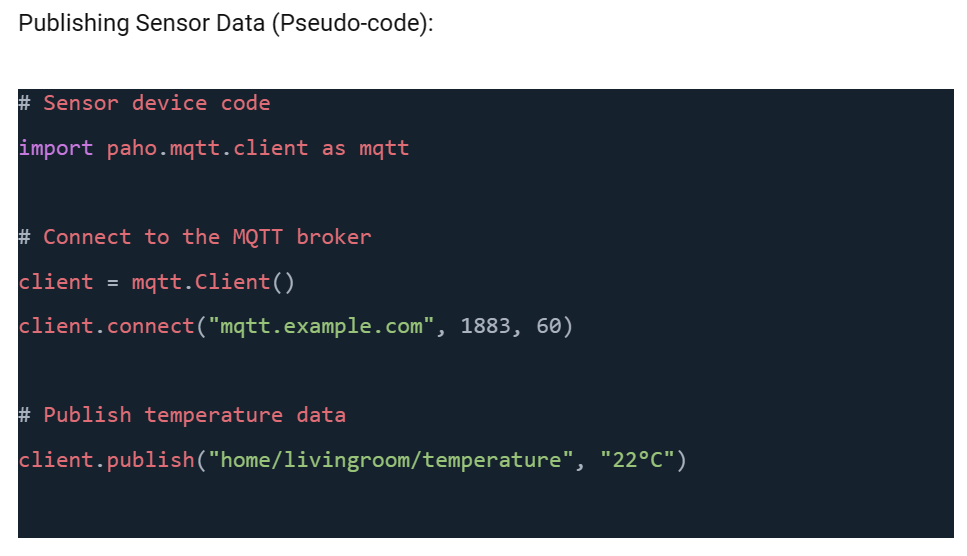 Publishing Sensor Data (Pseudo-code):
# Sensor device code
import paho.mqtt.client as mqtt
# Connect to the MQTT broker
client = mqtt.Client()
client.connect("mqtt.example.com", 1883, 60)
# Publish temperature data
client.publish("home/livingroom/temperature", "22°C")